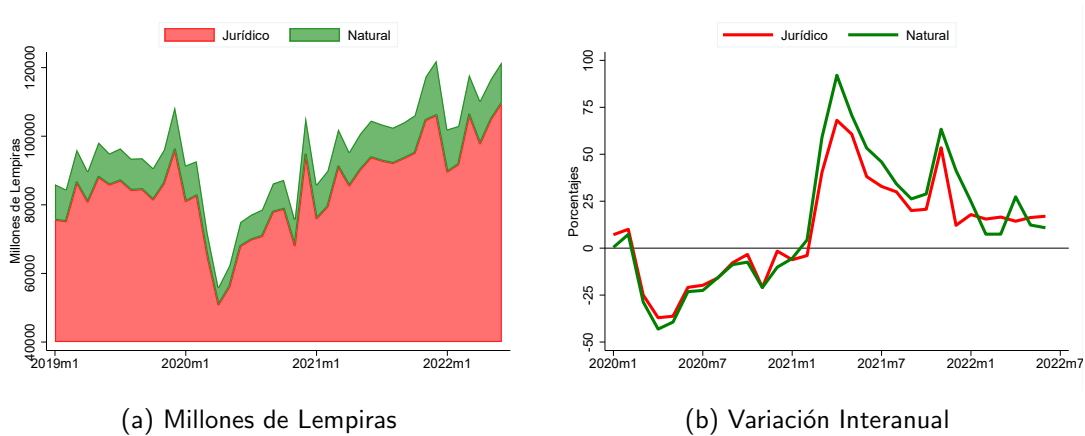 Jurídico Natural
Millones de Lempiras
120000
100000
80000
60000
40000
2019m1 2020m1 2021m1 2022m1
(a) Millones de Lempiras
Jurídico Natural
Porcentajes
100
75
50
25
0
-25
-50
2020m1 2020m7 2021m1 2021m7 2022m1 2022m7
(b) Variación Interanual